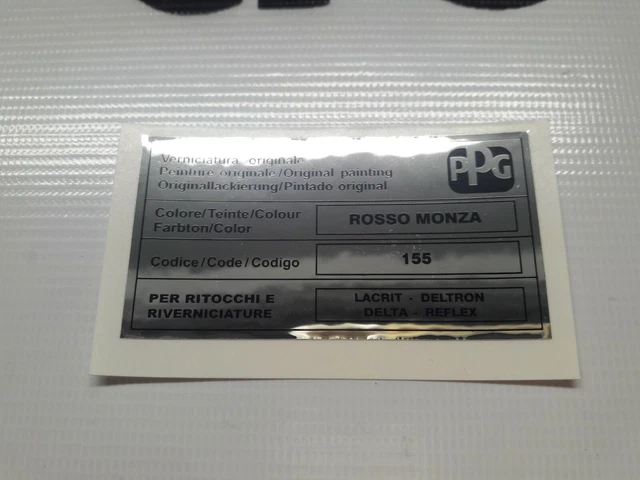 Verniciatura originale
Peinture originale/Original painting
Originallackierung/Pintado original
PPG
Colore/Teinte/Colour
Farbton/Color
ROSSO MONZA
Codice/Code/Codigo
155
PER RITOCCHI E
RIVERNICIATURE
LACRIT - DELTRON
DELTA - REFLEX